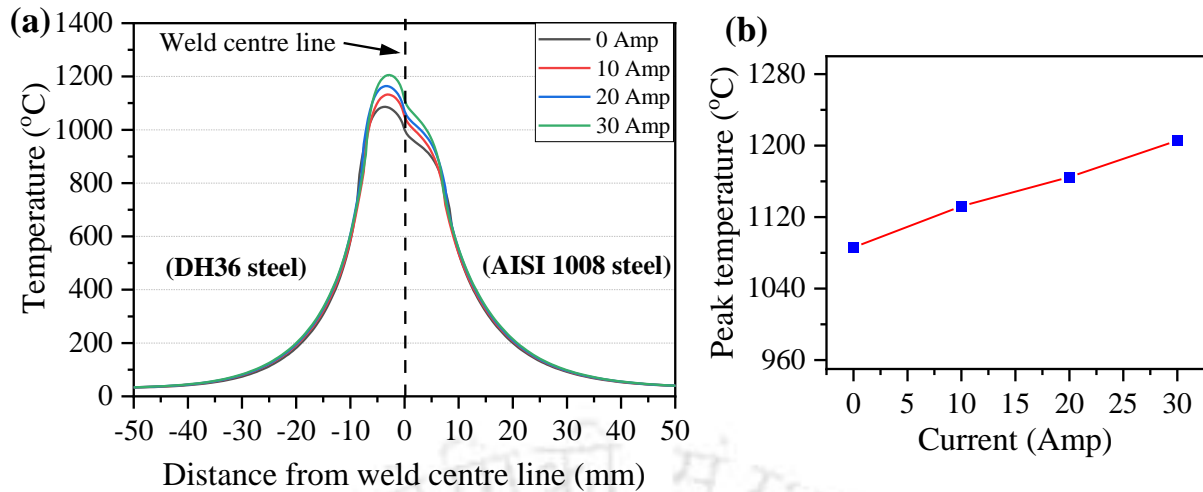 (a)
1400
1200
1000
800
600
400
200
0
Temperature (°C)
Weld centre line
0 Amp
10 Amp
20 Amp
30 Amp
(DH36 steel)
(AISI 1008 steel)
-50 -40 -30 -20 -10 0 10 20 30 40 50
Distance from weld centre line (mm)
(b)
1280
1200
1120
1040
960
Peak temperature (°C)
0 5 10 15 20 25 30
Current (Amp)